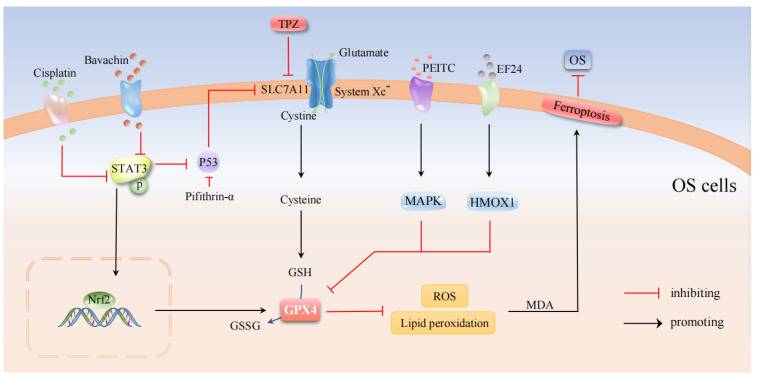 TPZ
Glutamate
OS
Bavachin
Cisplatin
PEITC
EF24
SLC7A11
System Xc⁻
Ferroptosis
Cystine
STAT3
P53
p
Pifithrin-α
OS cells
Cysteine
MAPK
HMOX1
GSH
Nrf2
ROS
inhibiting
GPX4
MDA
GSSG
Lipid peroxidation
promoting